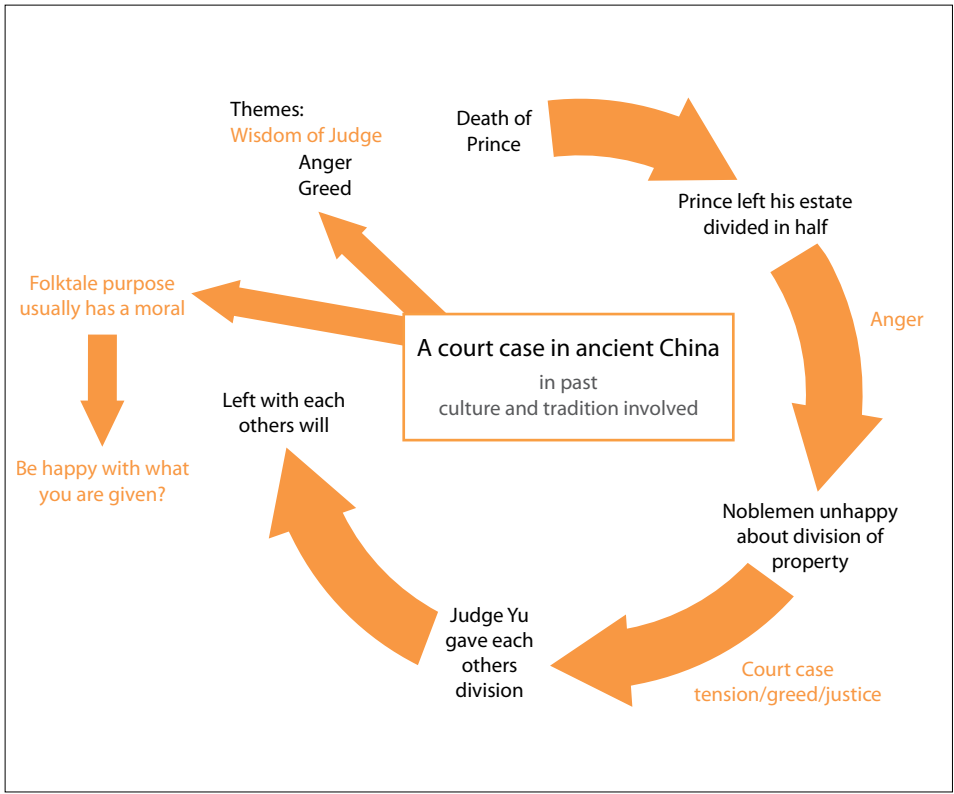 Themes:
Wisdom of Judge
Anger
Greed
Death of
Prince
Prince left his estate
divided in half
Anger
Noblemen unhappy
about division of
property
Court case
tension/greed/justice
Judge Yu
gave each
others
division
Left with each
others will
A court case in ancient China
in past
culture and tradition involved
Folktale purpose
usually has a moral
Be happy with what
you are given?